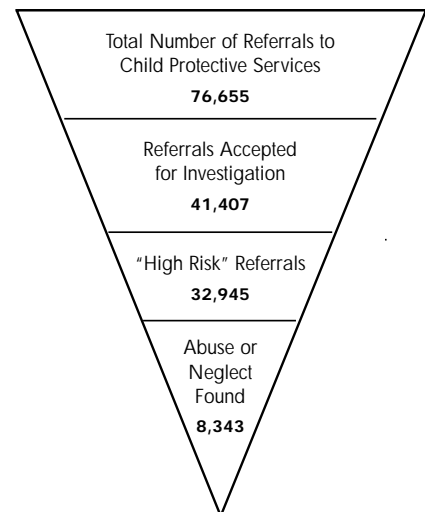 Total Number of Referrals to
Child Protective Services
76,655
Referrals Accepted
for Investigation
41,407
“High Risk” Referrals
32,945
Abuse or
Neglect
Found
8,343